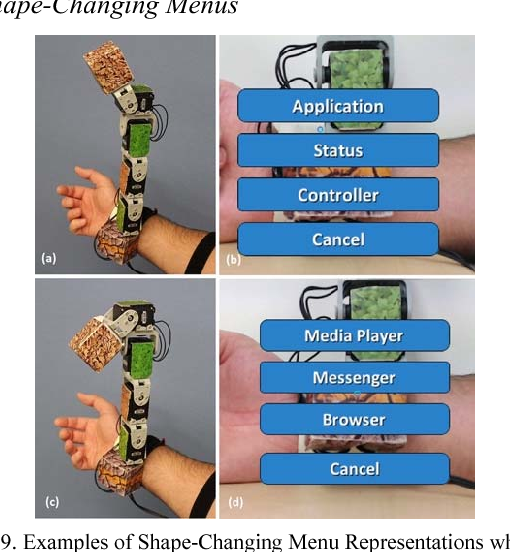 Shape-Changing Menus
(a)
(b)
Application
Status
Controller
Cancel
(c)
(d)
Media Player
Messenger
Browser
Cancel
9. Examples of Shape-Changing Menu Representations wh